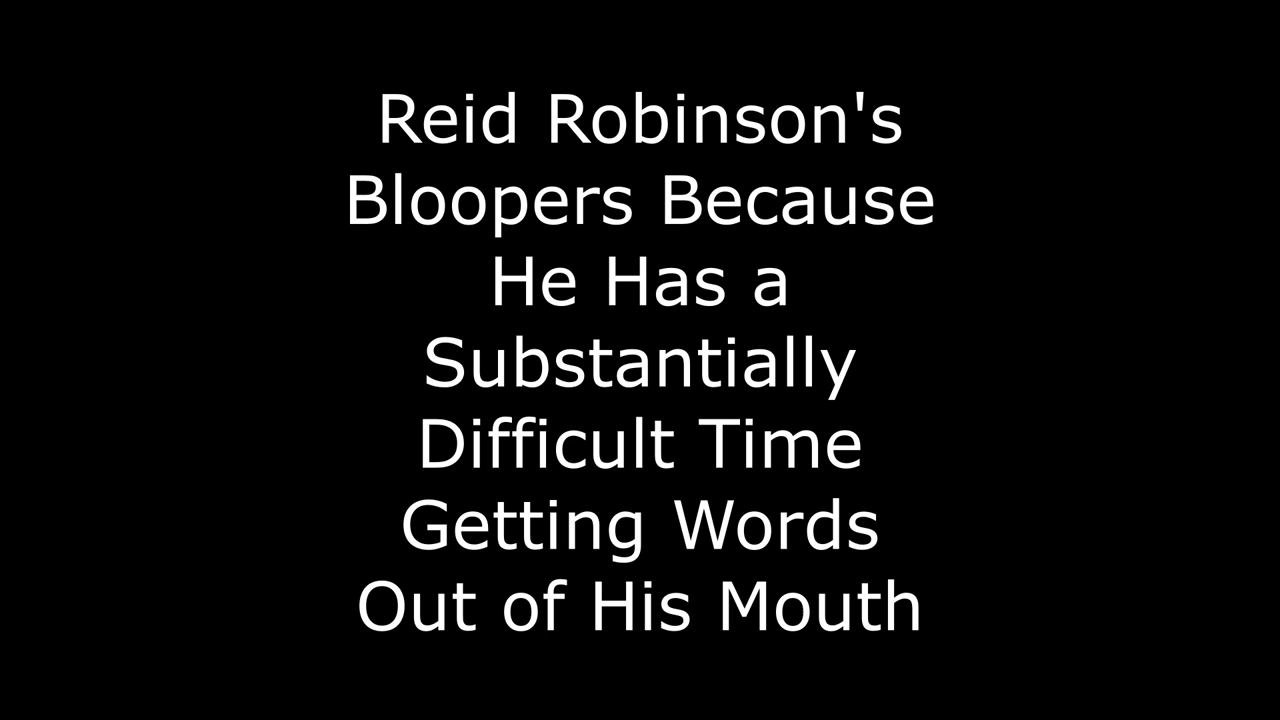 Reid Robinson's
Bloopers Because
He Has a
Substantially
Difficult Time
Getting Words
Out of His Mouth